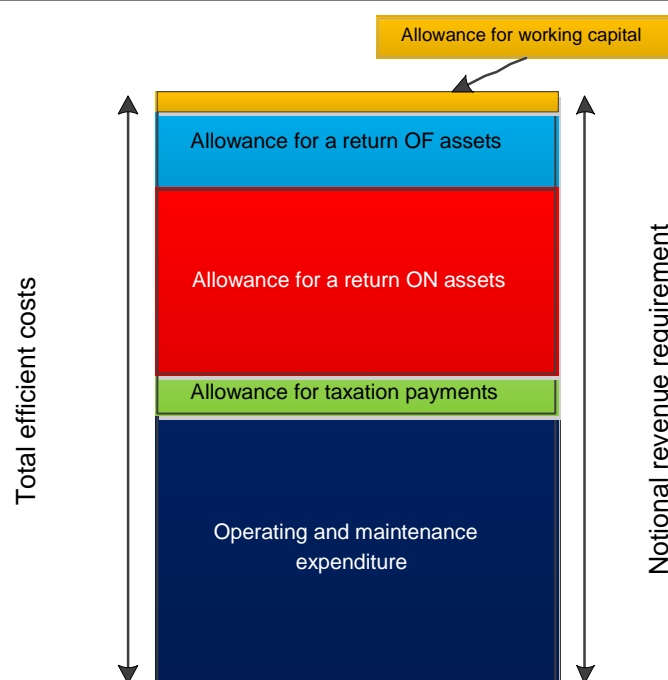 Allowance for working capital
Allowance for a return OF assets
Allowance for a return ON assets
Allowance for taxation payments
Operating and maintenance
expenditure
Total efficient costs
Notional revenue requirement